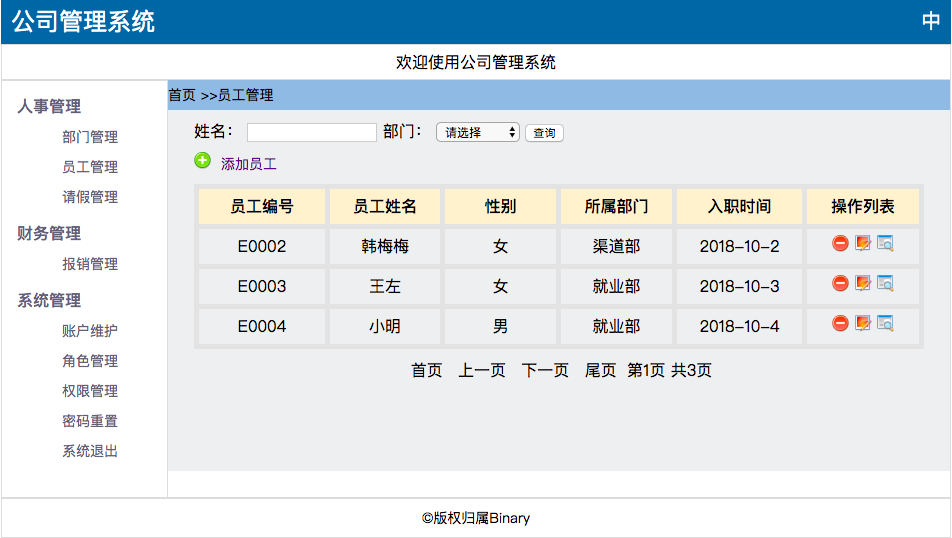 公司管理系统 中
欢迎使用公司管理系统
人事管理
部门管理
员工管理
请假管理
财务管理
报销管理
系统管理
账户维护
角色管理
权限管理
密码重置
系统退出
首页 >>员工管理
姓名： 部门： 请选择 查询
添加员工
员工编号 员工姓名 性别 所属部门 入职时间 操作列表
E0002 韩梅梅 女 渠道部 2018-10-2
E0003 王左 女 就业部 2018-10-3
E0004 小明 男 就业部 2018-10-4
首页 上一页 下一页 尾页 第1页 共3页
©版权归属Binary